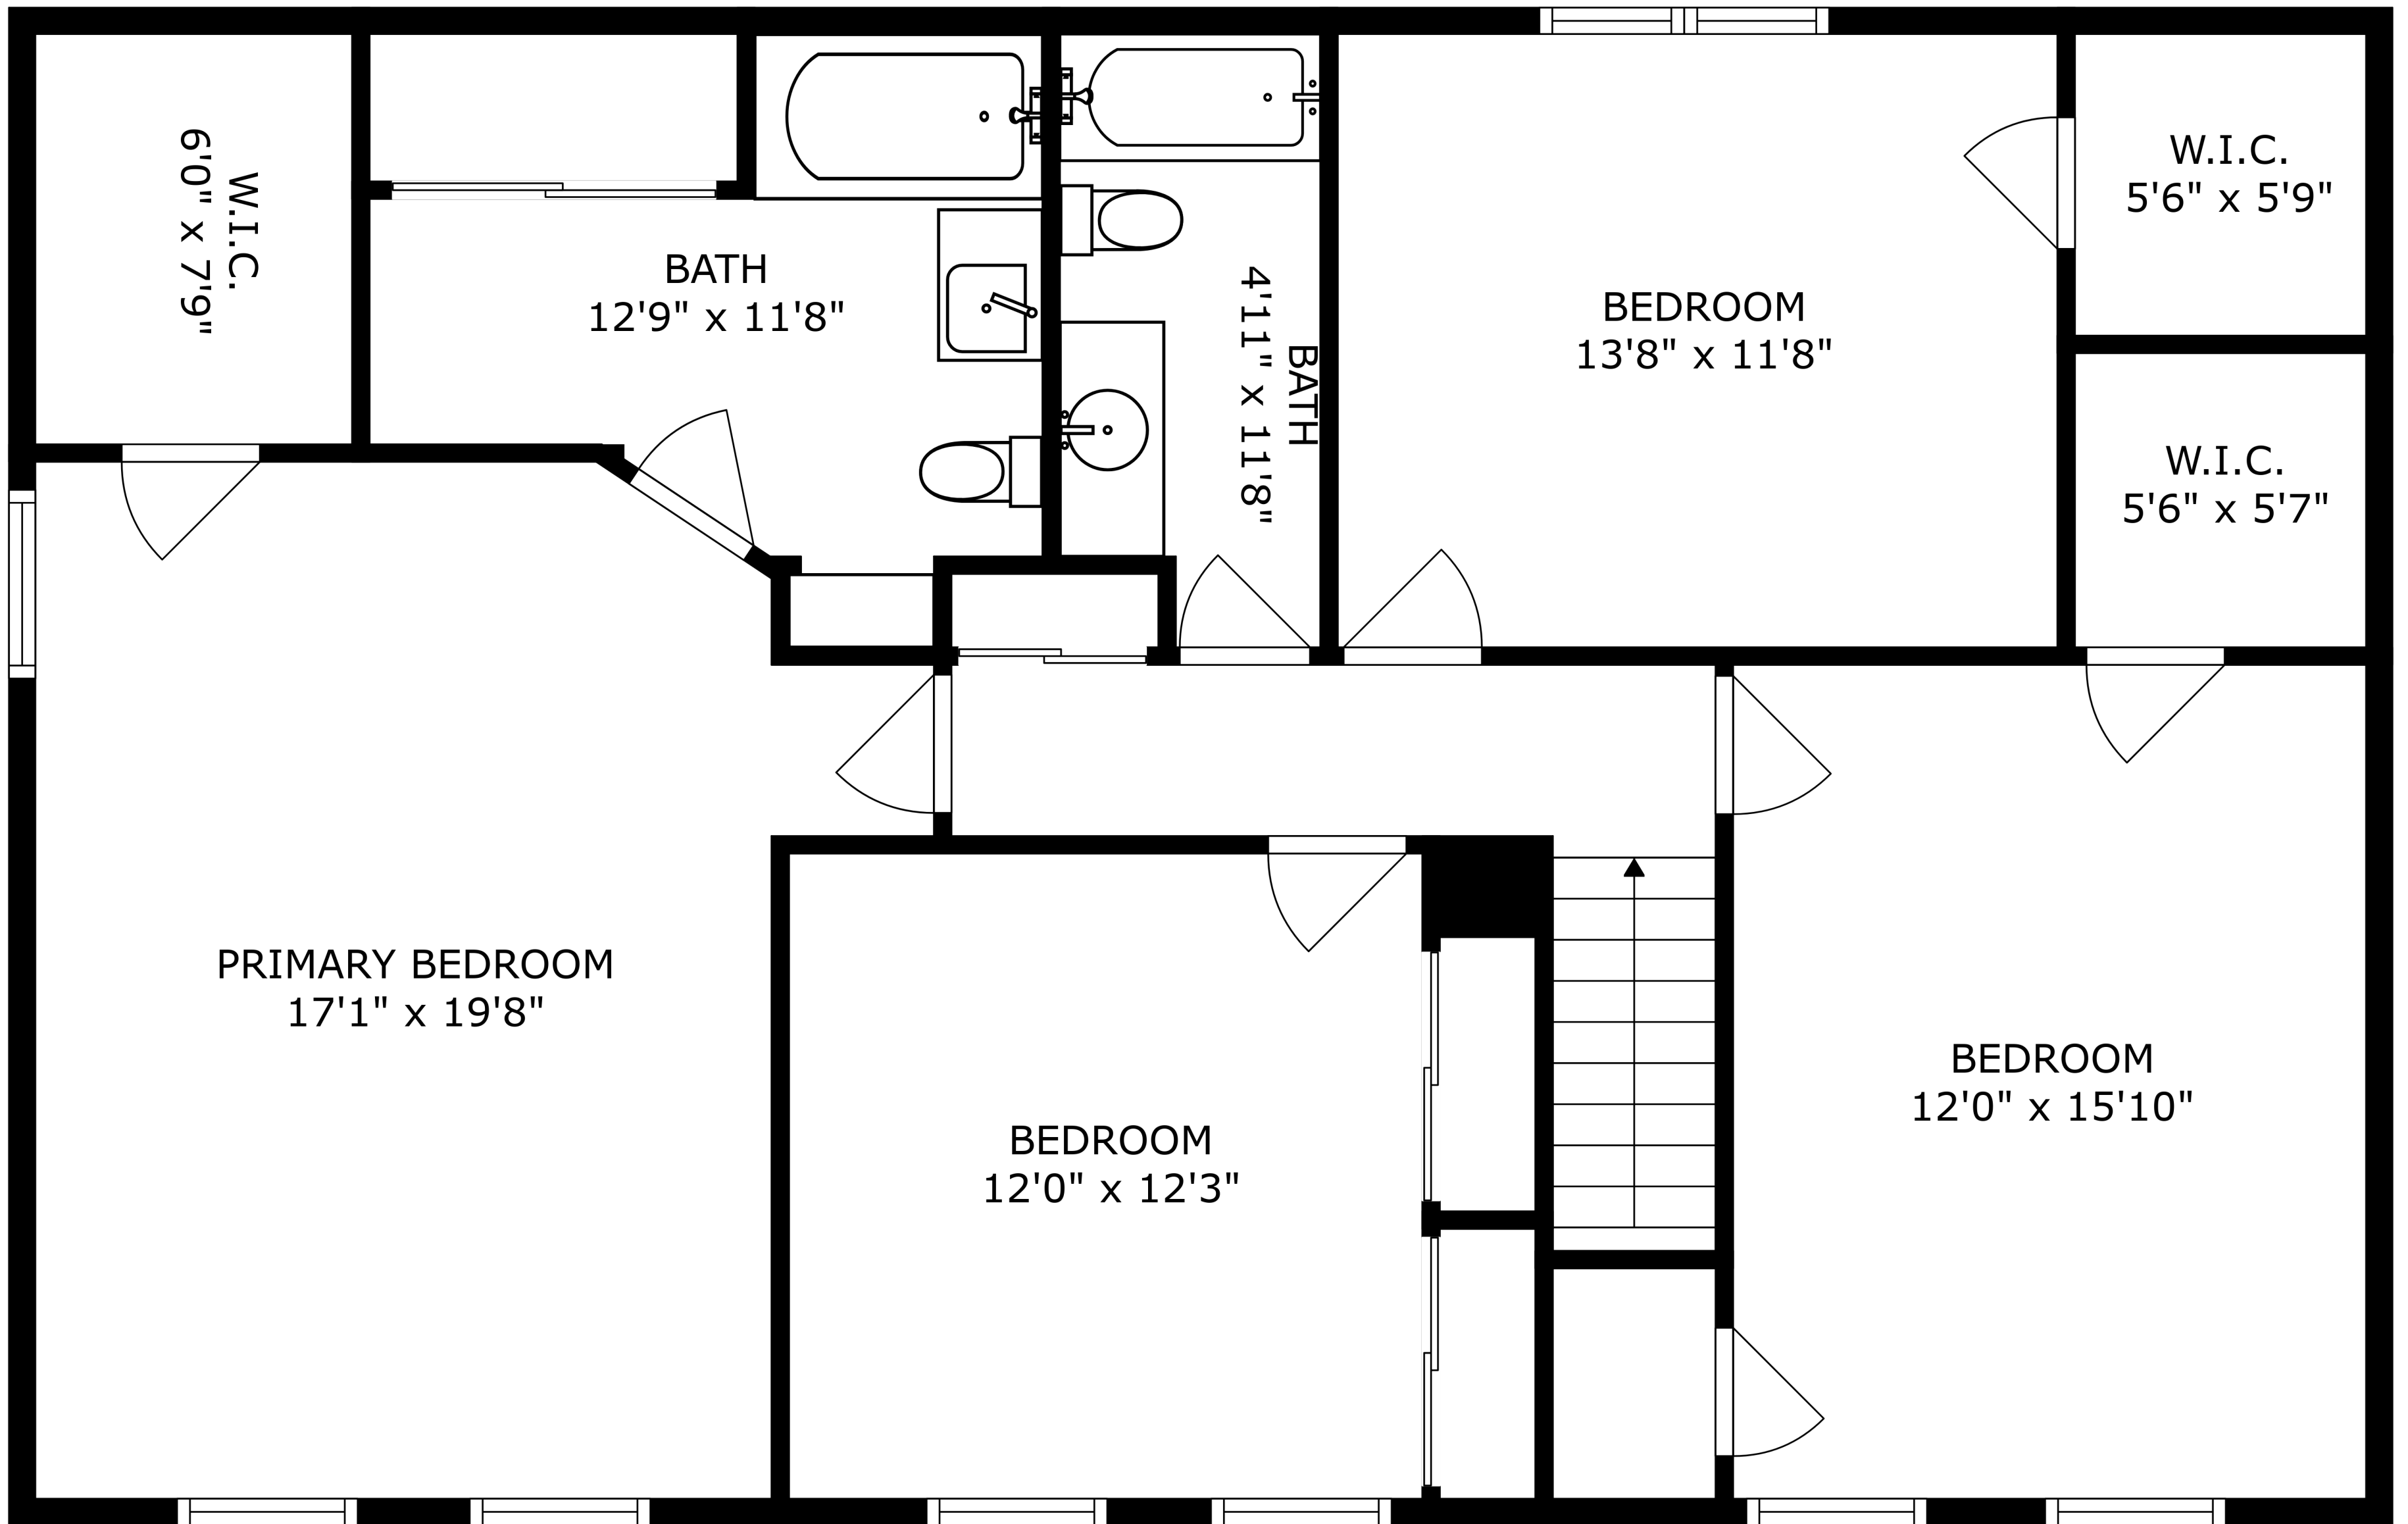 W.I.C.
6'0" x 7'9"
BATH
12'9" x 11'8"
BATH
4'11" x 11'8"
BEDROOM
13'8" x 11'8"
W.I.C.
5'6" x 5'9"
W.I.C.
5'6" x 5'7"
PRIMARY BEDROOM
17'1" x 19'8"
BEDROOM
12'0" x 12'3"
BEDROOM
12'0" x 15'10"